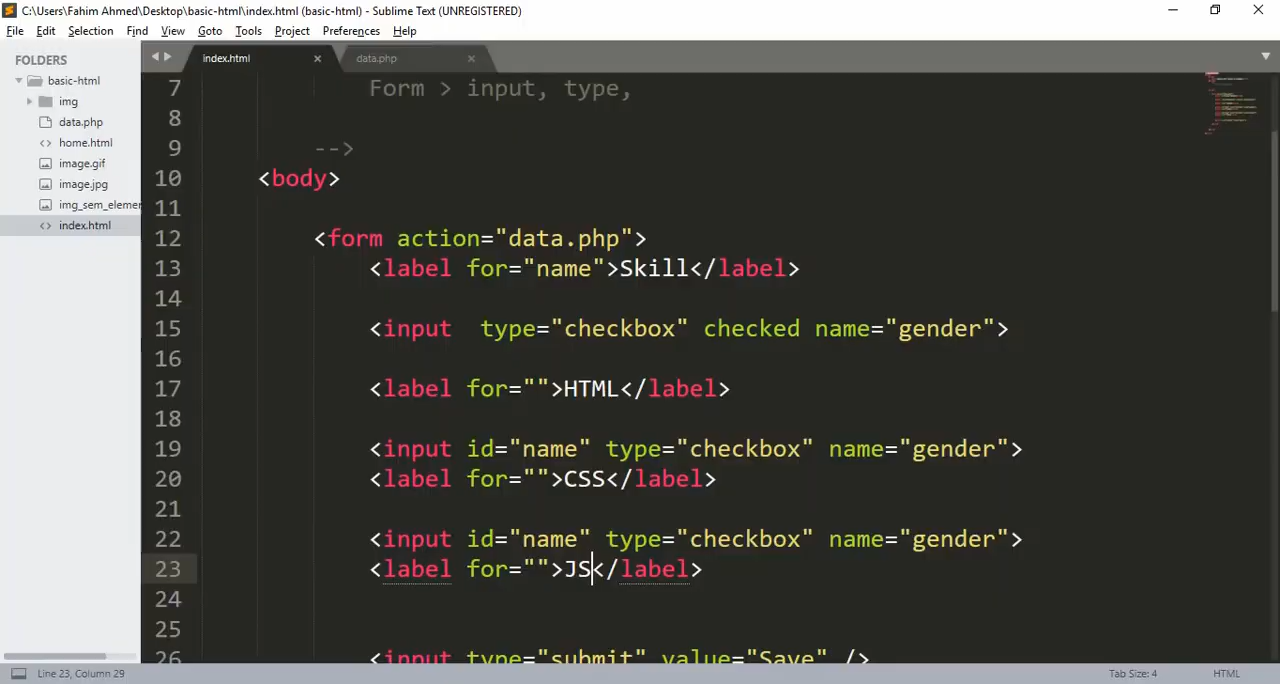 C:\Users\Fahim Ahmed\Desktop\basic-html\index.html (basic-html) - Sublime Text (UNREGISTERED)
File Edit Selection Find View Goto Tools Project Preferences Help
FOLDERS
basic-html
img
data.php
home.html
image.gif
image.jpg
img_sem_elemer
index.html
index.html × data.php ×
7 Form > input, type,
8
9 -->
10 <body>
11
12 <form action="data.php">
13 <label for="name">Skill</label>
14
15 <input  type="checkbox" checked name="gender">
16
17 <label for="">HTML</label>
18
19 <input id="name" type="checkbox" name="gender">
20 <label for="">CSS</label>
21
22 <input id="name" type="checkbox" name="gender">
23 <label for="">JS</label>
24
25
26 <input type="submit" value="Save" />
Line 23, Column 29 Tab Size: 4 HTML